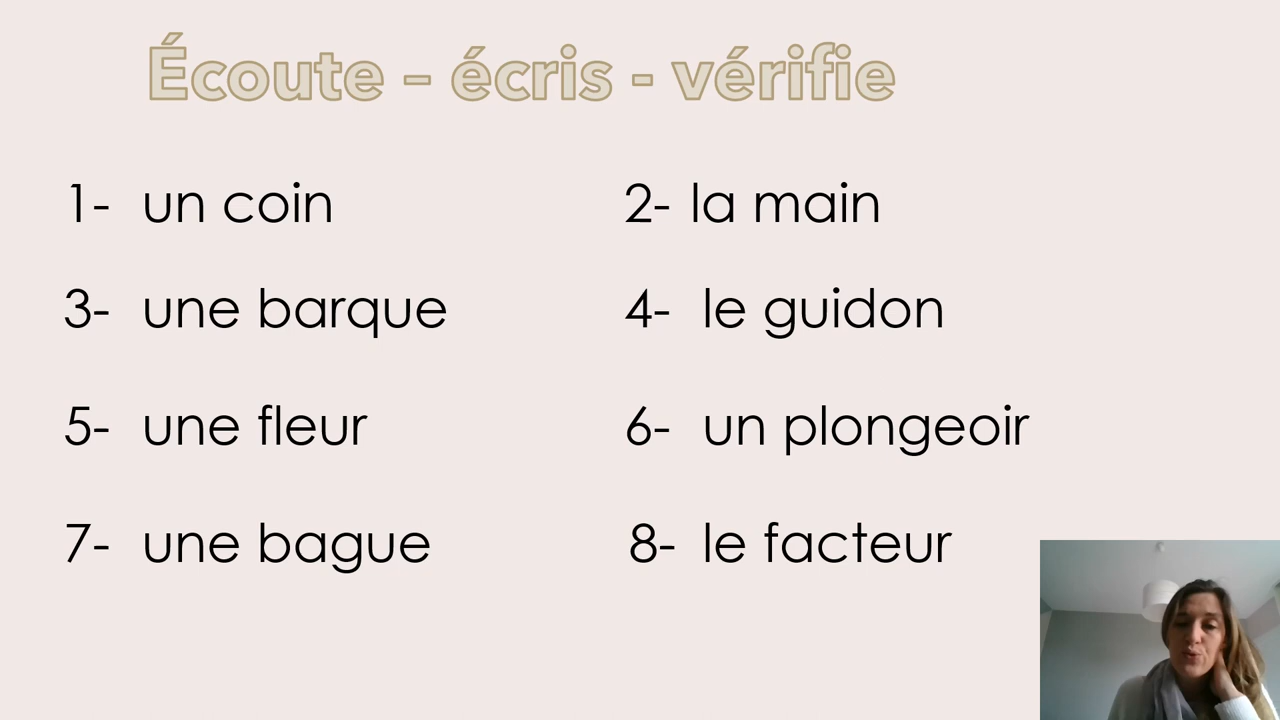 Écoute – écris - vérifie
1- un coin
2- la main
3- une barque
4- le guidon
5- une fleur
6- un plongeoir
7- une bague
8- le facteur